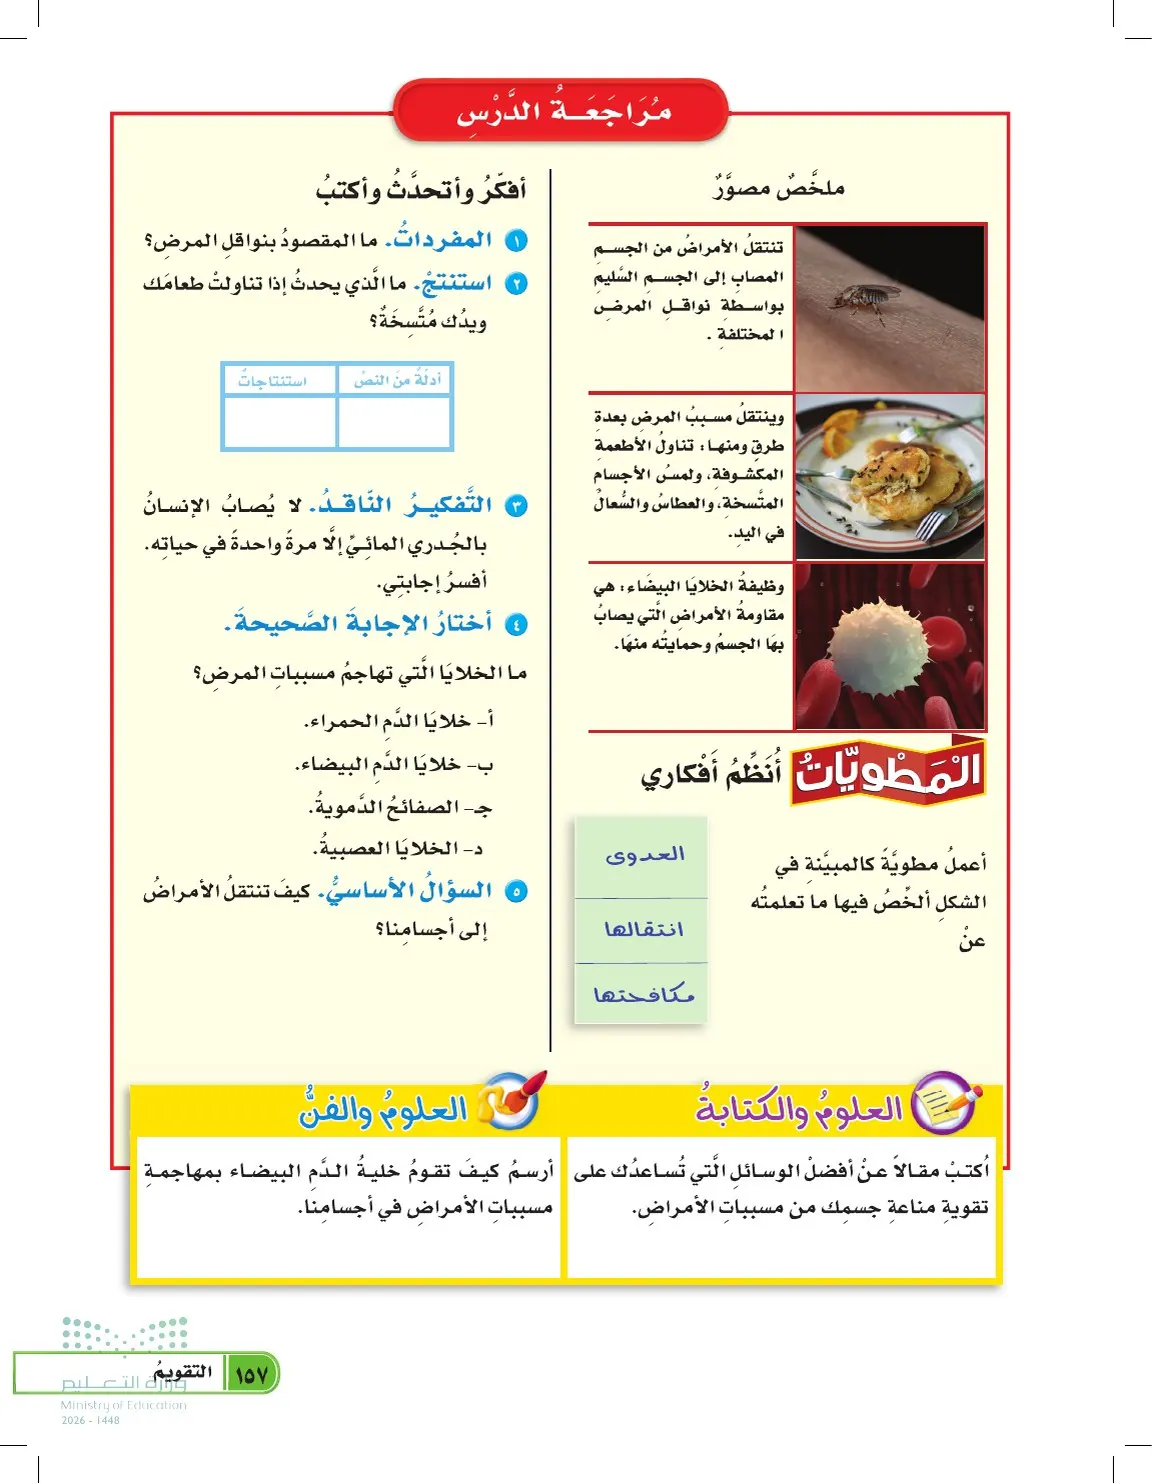 مُرَاجَعَةُ الدَّرْسِ
ملخَّصٌ مصوَّرٌ
تنتقلُ الأمراضُ من الجسمِ
المصابِ إلى الجسمِ السَّليمِ
بواسطةِ نواقلِ المرضِ
المختلفةِ .
وينتقلُ مسببُ المرضِ بعدةِ
طرقٍ ومنها: تناولُ الأطعمةِ
المكشوفةِ، ولمسُ الأجسام
المتَّسخةِ، والعطاسُ والسُّعالُ
في اليدِ.
وظيفةُ الخلايَا البيضَاء: هي
مقاومةُ الأمراضِ الَّتي يصابُ
بهَا الجسمُ وحمايتُه منهَا.
الْمَطْويّاتُ أُنَظِّمُ أَفْكاري
أعملُ مطويَّةً كالمبيَّنةِ في
الشكلِ ألخِّصُ فيها ما تعلمتُه
عنْ
العدوى
انتقالها
مكافحتها
أفكّرُ وأتحدَّثُ وأكتبُ
١ المفرداتُ. ما المقصودُ بنواقلِ المرضِ؟
٢ استنتجْ. ما الَّذي يحدثُ إذا تناولتْ طعامَك
ويدُك مُتَّسِخَةٌ؟
أدلّةٌ منَ النصِّ استنتاجاتٌ
٣ التَّفكيرُ النّاقدُ. لا يُصابُ الإنسانُ
بالجُدري المائِيِّ إلَّا مرةً واحدةً في حياتِه.
أفسرُ إجابتِي.
٤ أختارُ الإجابةَ الصَّحيحةَ.
ما الخلايَا الَّتي تهاجمُ مسبباتِ المرضِ؟
أ- خلايَا الدَّمِ الحمراء.
ب- خلايَا الدَّمِ البيضاء.
جـ- الصفائحُ الدَّمويةُ.
د- الخلايَا العصبيةُ.
٥ السؤالُ الأساسيُّ. كيفَ تنتقلُ الأمراضُ
إلى أجسامِنا؟
العلومُ والكتابةُ
اُكتبْ مقالاً عنْ أفضلْ الوسائلِ الَّتي تُساعدُك على
تقويةِ مناعةِ جسمِك من مسبباتِ الأمراضِ.
العلومُ والفنُّ
أرسمُ كيفَ تقومُ خليةُ الدَّمِ البيضاء بمهاجمةِ
مسبباتِ الأمراضِ في أجسامِنا.
١٥٧ التقويمُ
وزارة التعليم
Ministry of Education
2026 - 1448